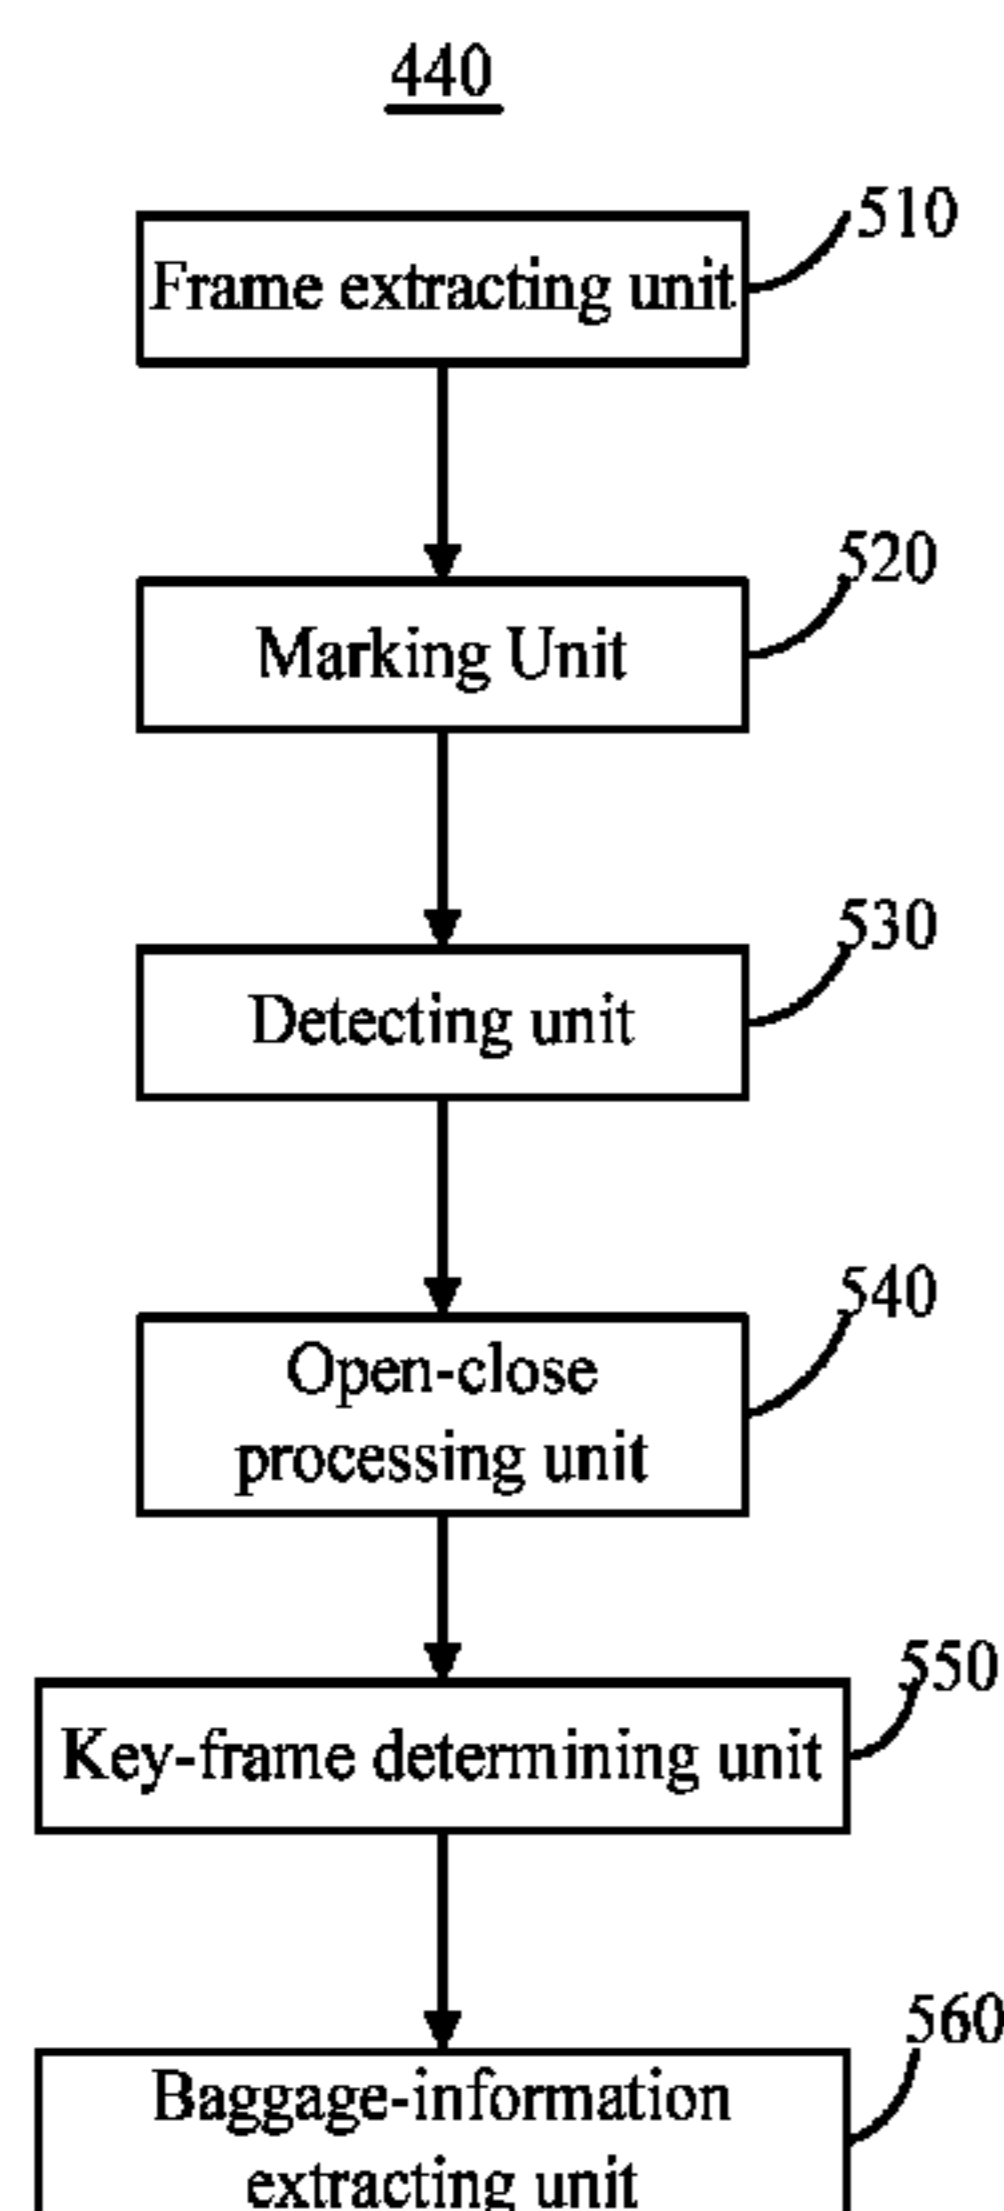 440
510
Frame extracting unit
520
Marking Unit
530
Detecting unit
540
Open-close
processing unit
550
Key-frame determining unit
560
Baggage-information
extracting unit